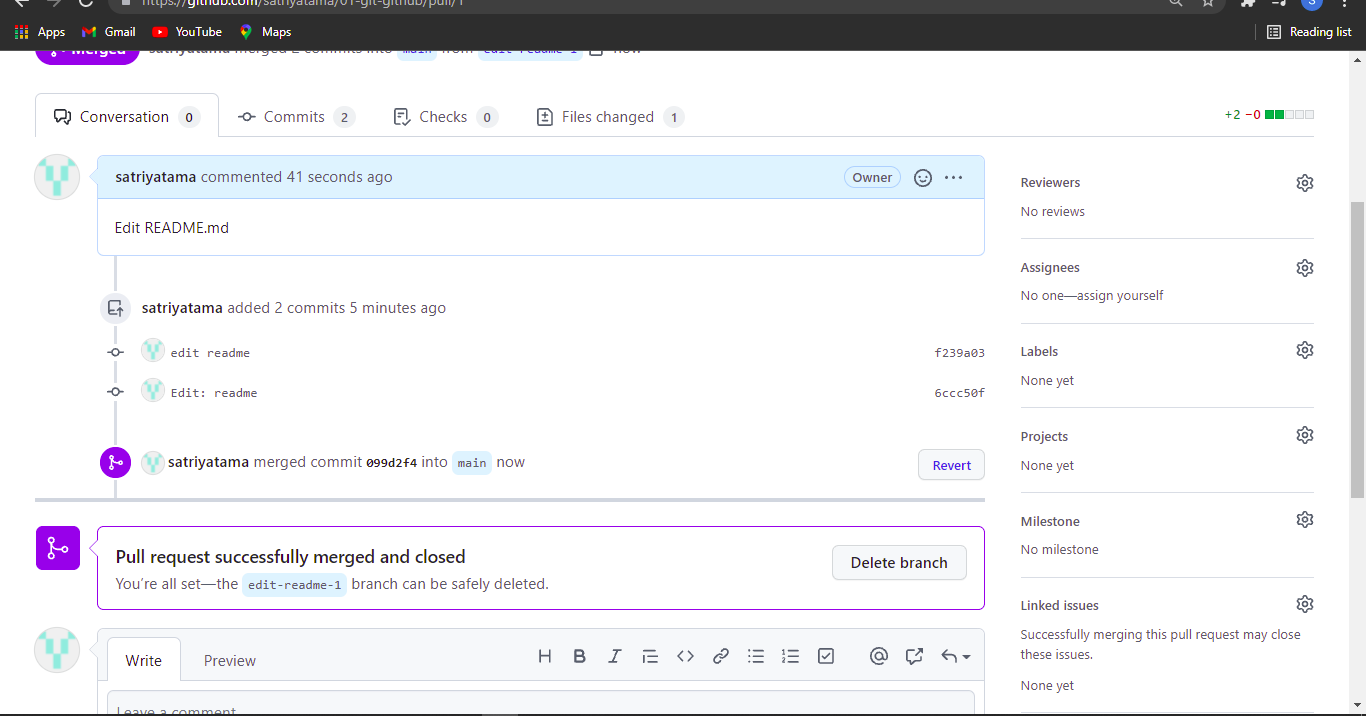 https://github.com/satriyatama/01-git-github/pull/1
S
Apps Gmail YouTube Maps Reading list
Merged satriyatama merged 2 commits into main from edit-readme-1 now
Conversation 0 Commits 2 Checks 0 Files changed 1 +2 −0
satriyatama commented 41 seconds ago Owner
Edit README.md
satriyatama added 2 commits 5 minutes ago
edit readme f239a03
Edit: readme 6ccc50f
satriyatama merged commit 099d2f4 into main now Revert
Pull request successfully merged and closed
You're all set—the edit-readme-1 branch can be safely deleted.
Delete branch
Write Preview
Leave a comment
Reviewers
No reviews
Assignees
No one—assign yourself
Labels
None yet
Projects
None yet
Milestone
No milestone
Linked issues
Successfully merging this pull request may close
these issues.
None yet